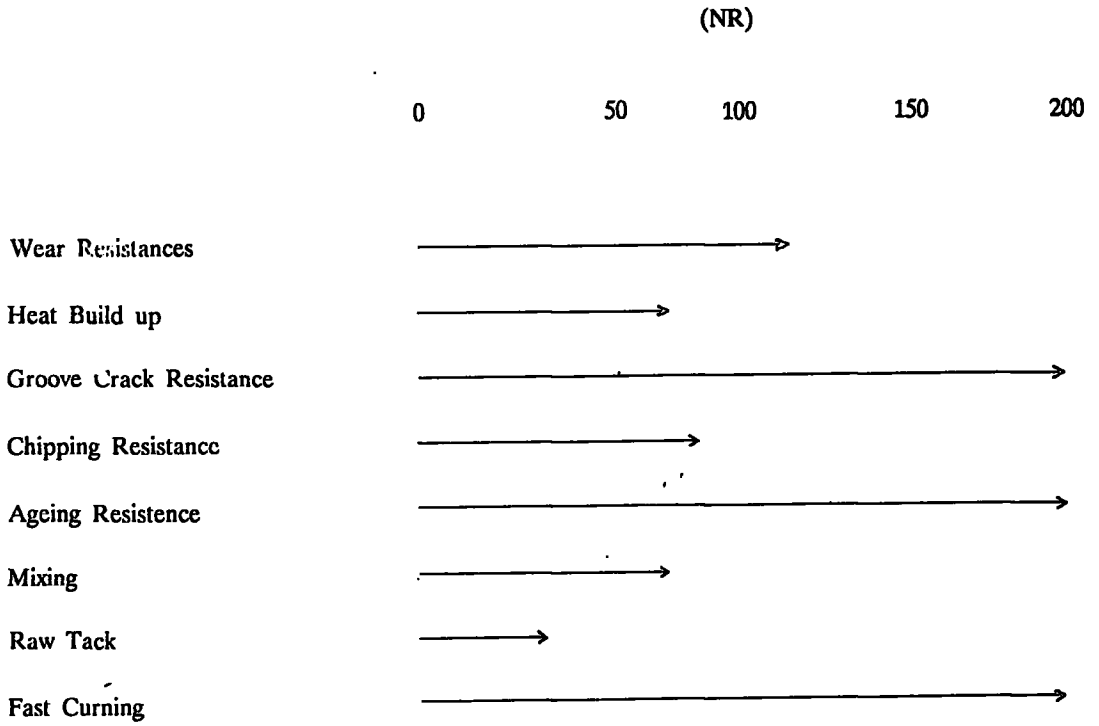 (NR)
0 50 100 150 200
Wear Resistances
Heat Build up
Groove Crack Resistance
Chipping Resistance
Ageing Resistence
Mixing
Raw Tack
Fast Curning